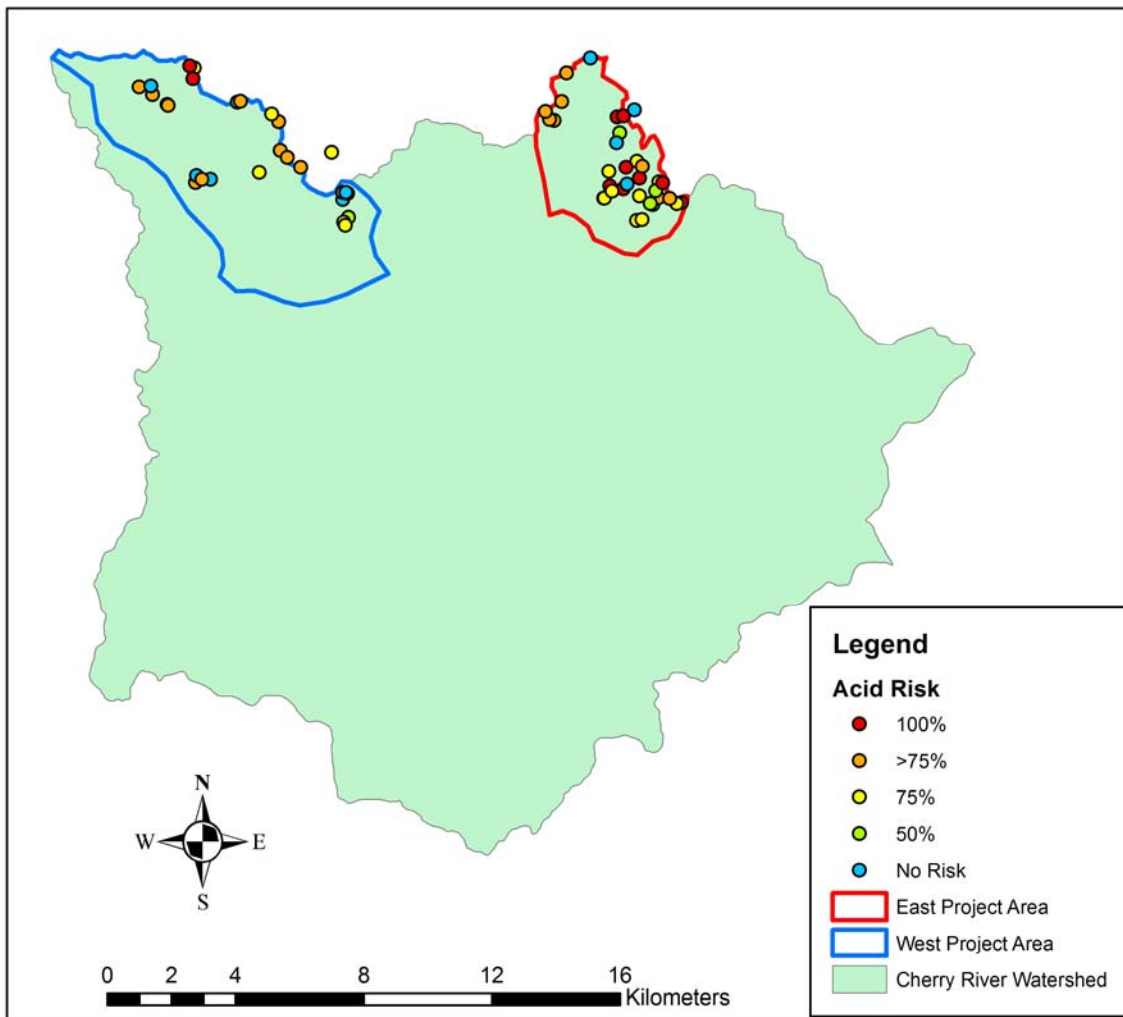 Legend
Acid Risk
100%
>75%
75%
50%
No Risk
East Project Area
West Project Area
Cherry River Watershed
N
W E
S
0 2 4 8 12 16
Kilometers